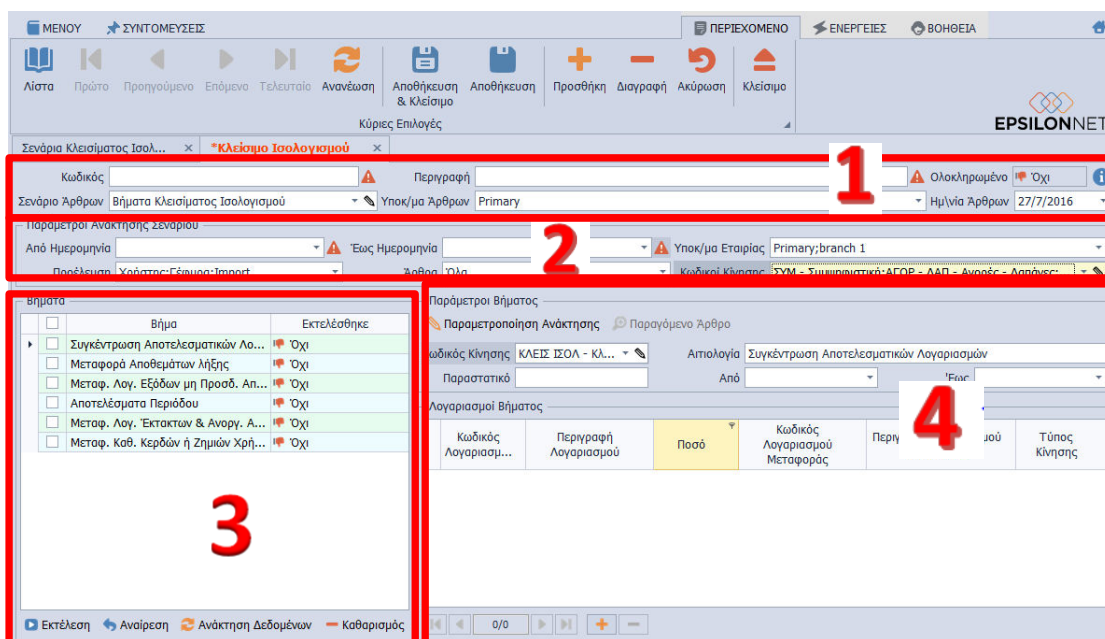 ΜΕΝΟΥ ΣΥΝΤΟΜΕΥΣΕΙΣ ΠΕΡΙΕΧΟΜΕΝΟ ΕΝΕΡΓΕΙΕΣ ΒΟΗΘΕΙΑ
Λίστα Πρώτο Προηγούμενο Επόμενο Τελευταίο Ανανέωση Αποθήκευση & Κλείσιμο Αποθήκευση Προσθήκη Διαγραφή Ακύρωση Κλείσιμο
Κύριες Επιλογές
EPSILONNET
Σενάρια Κλεισίματος Ισολ... × *Κλείσιμο Ισολογισμού ×
1
Κωδικός Περιγραφή Ολοκληρωμένο Όχι
Σενάριο Άρθρων Βήματα Κλεισίματος Ισολογισμού Υποκ/μα Άρθρων Primary Ημ\νία Άρθρων 27/7/2016
Παράμετροι Ανάκτησης Σεναρίου
2
Από Ημερομηνία Έως Ημερομηνία Υποκ/μα Εταιρίας Primary;branch 1
Προέλευση Χρήστης;Γέφυρα;Import Άρθρα Όλα Κωδικοί Κίνησης ΣΥΜ - Συμψηφιστική;ΑΓΟΡ - ΔΑΠ - Αγορές - Δαπάνες;
Βήματα
Βήμα Εκτελέσθηκε
Συγκέντρωση Αποτελεσματικών Λο... Όχι
Μεταφορά Αποθεμάτων λήξης Όχι
Μεταφ. Λογ. Εξόδων μη Προσδ. Απ... Όχι
Αποτελέσματα Περιόδου Όχι
Μεταφ. Λογ. Έκτακτων & Ανοργ. Α... Όχι
Μεταφ. Καθ. Κερδών ή Ζημιών Χρή... Όχι
3
Εκτέλεση Αναίρεση Ανάκτηση Δεδομένων Καθαρισμός
Παράμετροι Βήματος
Παραμετροποίηση Ανάκτησης Παραγόμενο Άρθρο
ωδικός Κίνησης ΚΛΕΙΣ ΙΣΟΛ - Κλ... Αιτιολογία Συγκέντρωση Αποτελεσματικών Λογαριασμών
Παραστατικό Από Έως
4
Λογαριασμοί Βήματος
Κωδικός Λογαριασμ... Περιγραφή Λογαριασμού Ποσό Κωδικός Λογαριασμού Μεταφοράς Τύπος Κίνησης
0/0